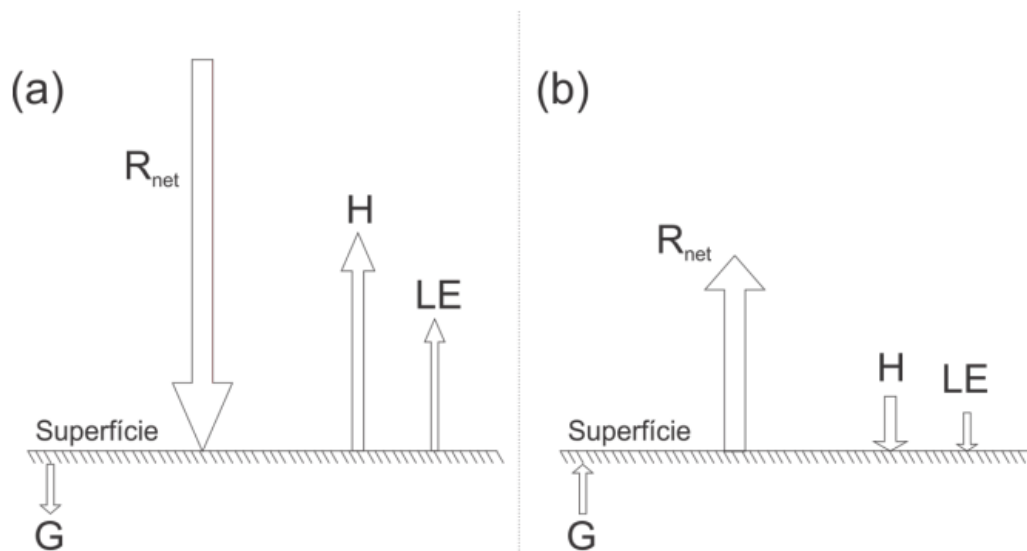 (a)
R_net
H
LE
Superfície
G
(b)
R_net
H
LE
Superfície
G